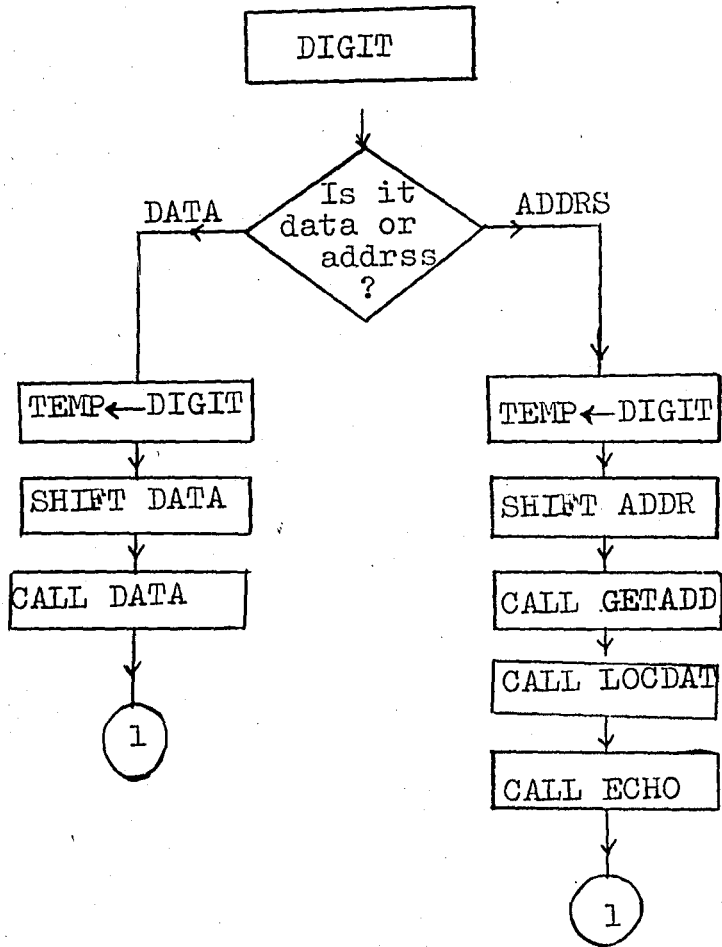 DIGIT
Is it
data or
addrss
?
DATA
ADDRS
TEMP←DIGIT
SHIFT DATA
CALL DATA
1
TEMP←DIGIT
SHIFT ADDR
CALL GETADD
CALL LOCDAT
CALL ECHO
1